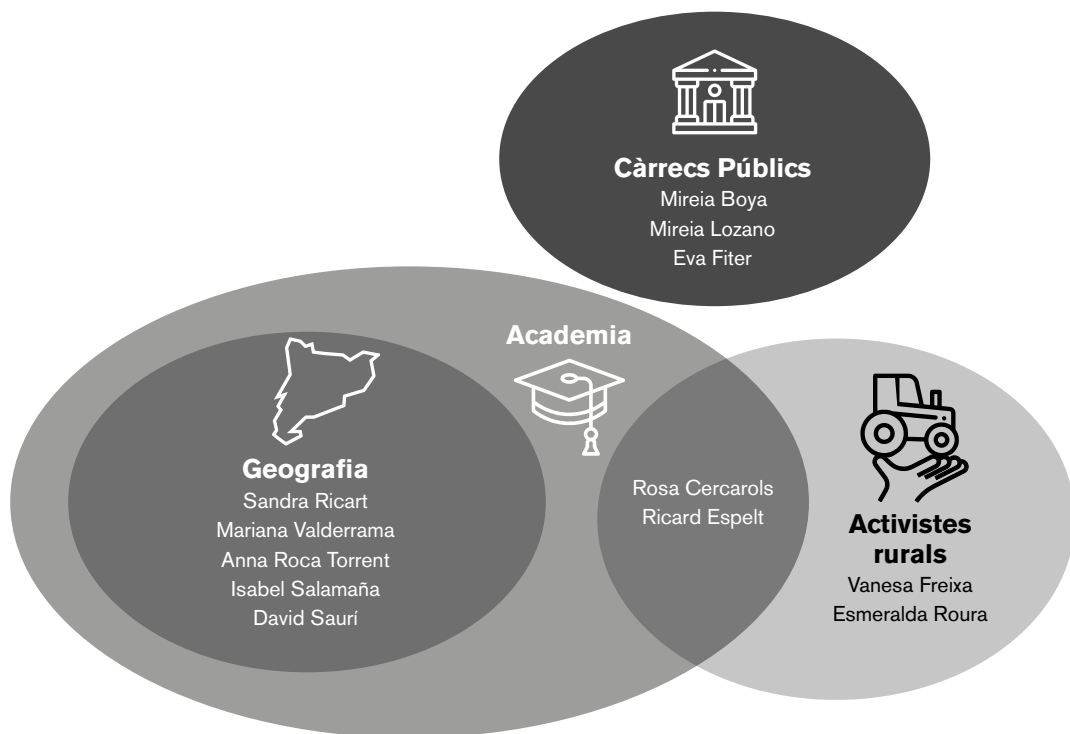 Càrrecs Públics
Mireia Boya
Mireia Lozano
Eva Fiter
Academia
Geografia
Sandra Ricart
Mariana Valderrama
Anna Roca Torrent
Isabel Salamaña
David Saurí
Rosa Cercarols
Ricard Espelt
Activistes
rurals
Vanesa Freixa
Esmeralda Roura